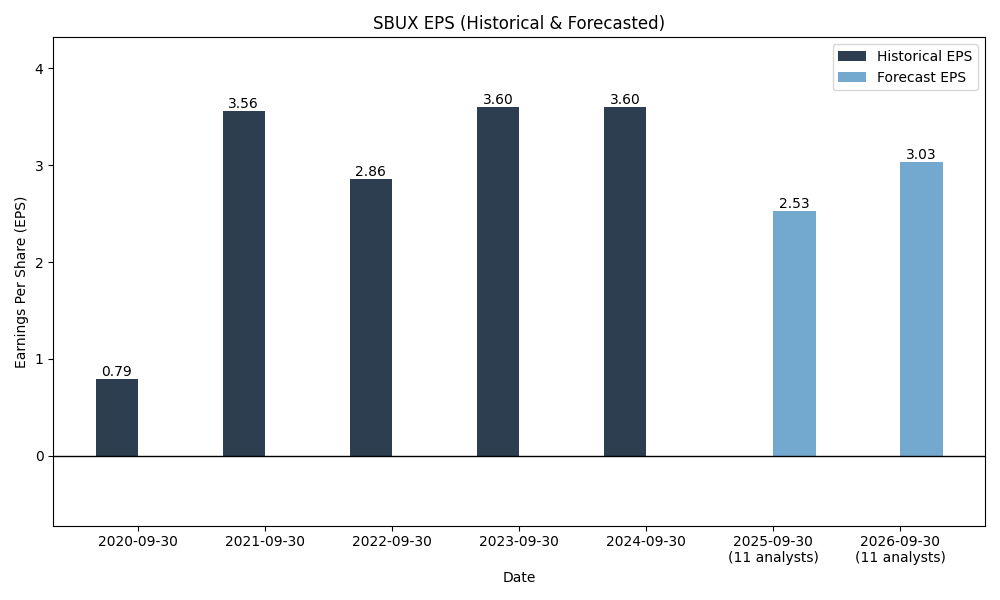 SBUX EPS (Historical & Forecasted)
Historical EPS
Forecast EPS
Earnings Per Share (EPS)
4
3
2
1
0
0.79
3.56
2.86
3.60
3.60
2.53
3.03
2020-09-30
2021-09-30
2022-09-30
2023-09-30
2024-09-30
2025-09-30
(11 analysts)
2026-09-30
(11 analysts)
Date